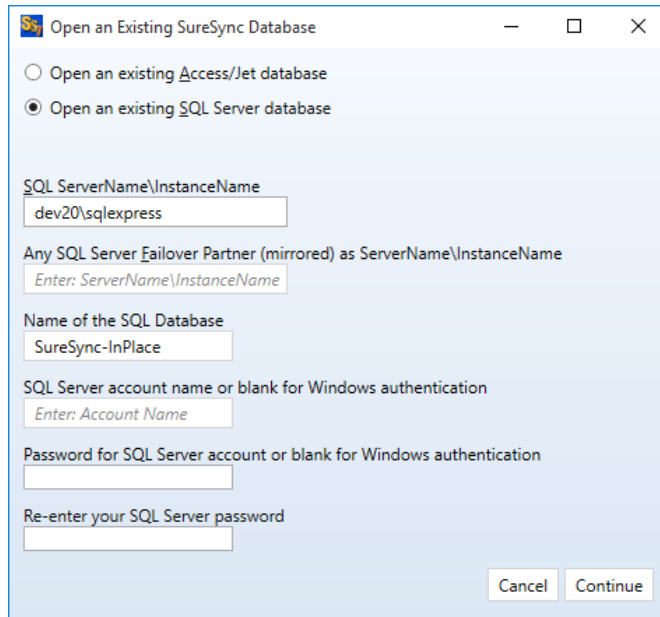 SS7 Open an Existing SureSync Database
Open an existing Access/Jet database
Open an existing SQL Server database
SQL ServerName\InstanceName
dev20\sqlexpress
Any SQL Server Failover Partner (mirrored) as ServerName\InstanceName
Enter: ServerName\InstanceName
Name of the SQL Database
SureSync-InPlace
SQL Server account name or blank for Windows authentication
Enter: Account Name
Password for SQL Server account or blank for Windows authentication
Re-enter your SQL Server password
Cancel Continue